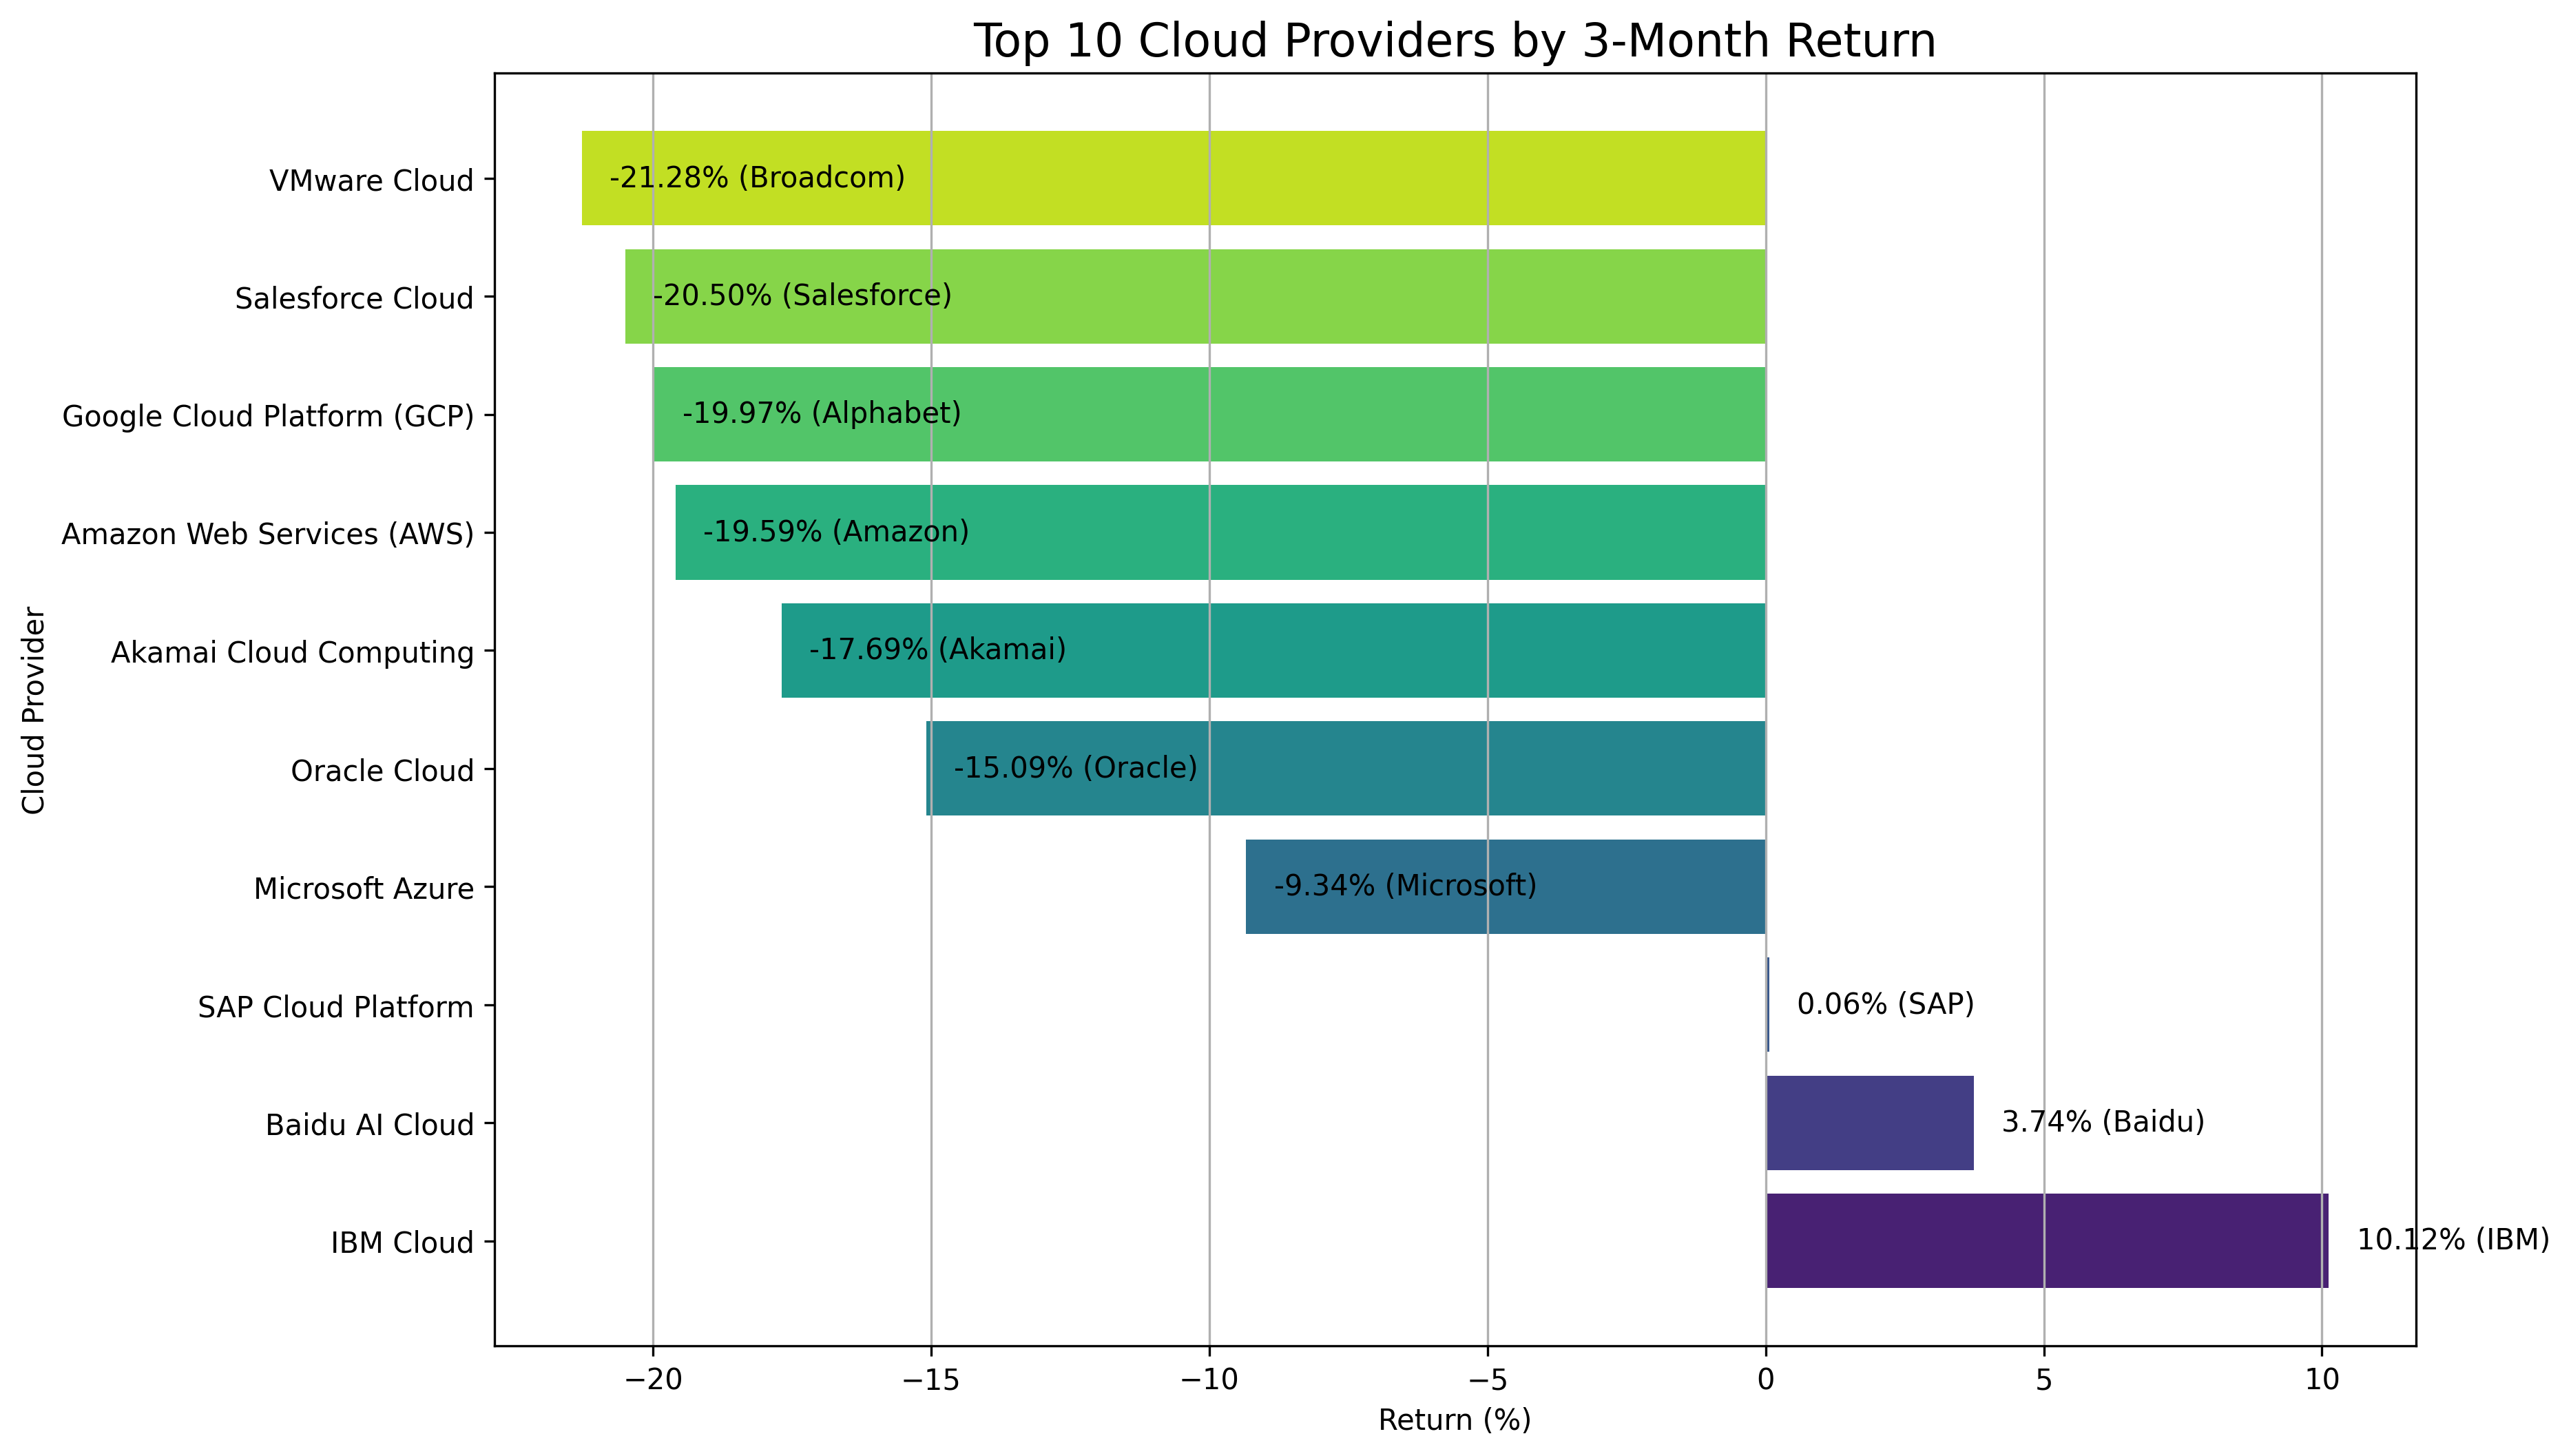 Top 10 Cloud Providers by 3-Month Return
Cloud Provider
VMware Cloud
-21.28% (Broadcom)
Salesforce Cloud
-20.50% (Salesforce)
Google Cloud Platform (GCP)
-19.97% (Alphabet)
Amazon Web Services (AWS)
-19.59% (Amazon)
Akamai Cloud Computing
-17.69% (Akamai)
Oracle Cloud
-15.09% (Oracle)
Microsoft Azure
-9.34% (Microsoft)
SAP Cloud Platform
0.06% (SAP)
Baidu AI Cloud
3.74% (Baidu)
IBM Cloud
10.12% (IBM)
−20 −15 −10 −5 0 5 10
Return (%)